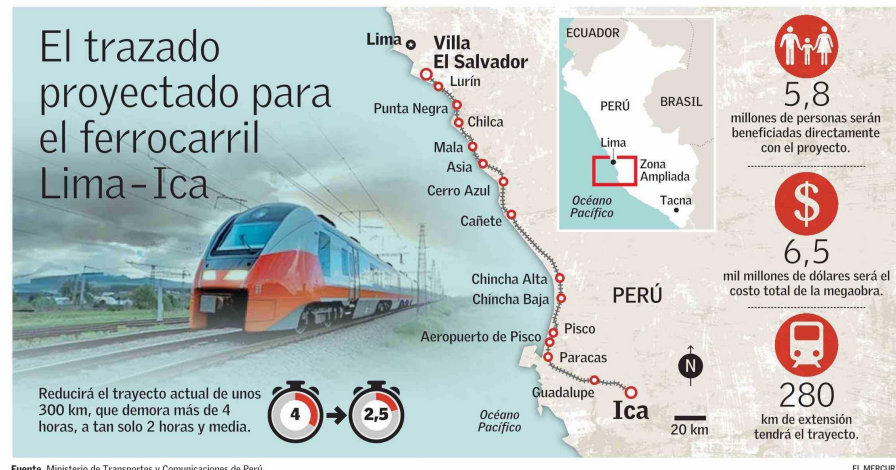 El trazado
proyectado para
el ferrocarril
Lima-Ica
Reducirá el trayecto actual de unos
300 km, que demora más de 4
horas, a tan solo 2 horas y media.
4
2,5
Lima
Villa
El Salvador
Lurín
Punta Negra
Chilca
Mala
Asia
Cerro Azul
Cañete
Chincha Alta
Chincha Baja
PERÚ
Pisco
Aeropuerto de Pisco
Paracas
Guadalupe
Ica
Océano
Pacífico
N
20 km
ECUADOR
PERÚ
BRASIL
Lima
Zona
Ampliada
Océano
Pacífico
Tacna
5,8
millones de personas serán
beneficiadas directamente
con el proyecto.
$
6,5
mil millones de dólares será el
costo total de la megaobra.
280
km de extensión
tendrá el trayecto.
Fuente Ministerio de Transportes y Comunicaciones de Perú
EL MERCUR